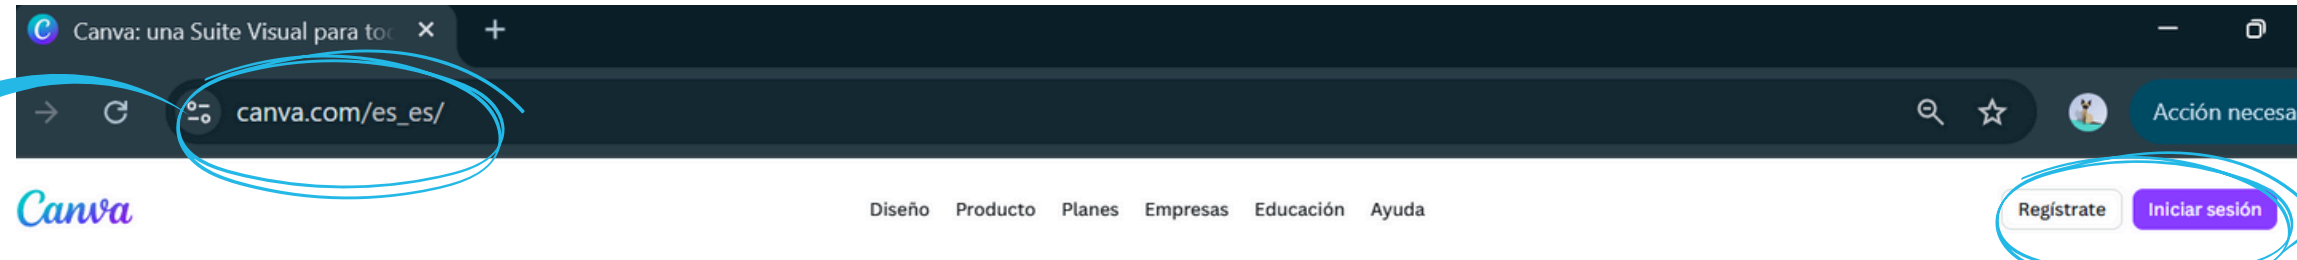 Canva: una Suite Visual para to
canva.com/es_es/
Acción necesa
Canva
Diseño Producto Planes Empresas Educación Ayuda
Regístrate Iniciar sesión